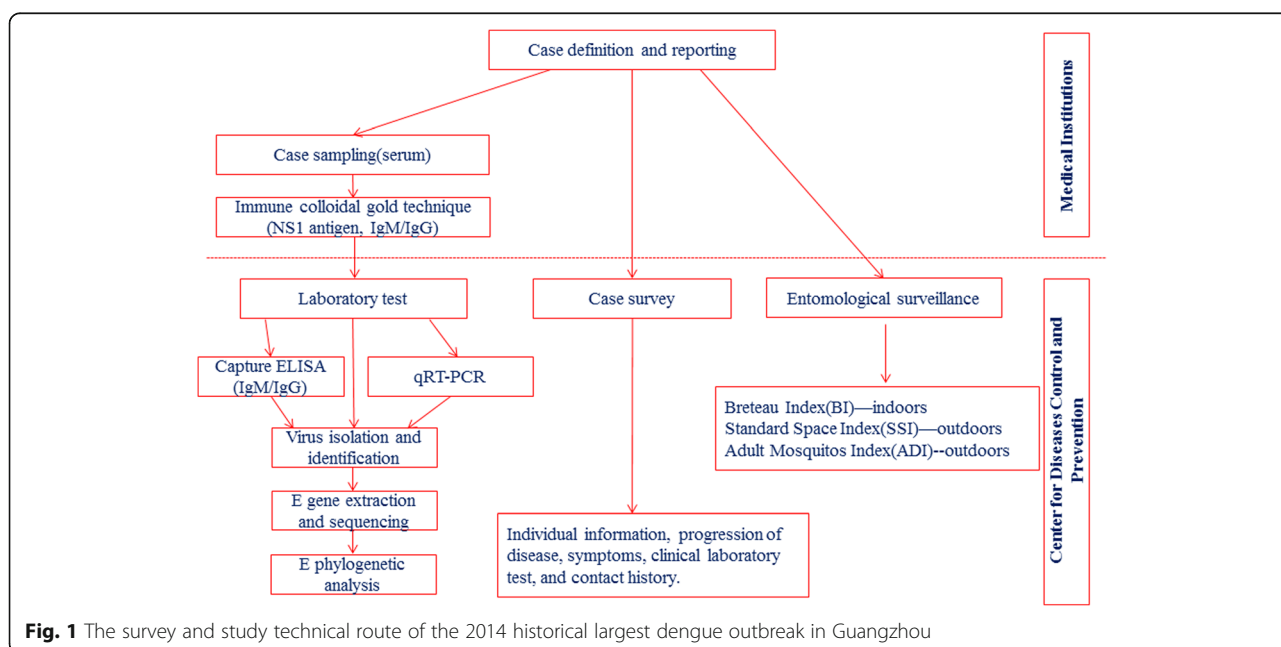 Case definition and reporting
Medical Institutions
Case sampling(serum)
Immune colloidal gold technique
(NS1 antigen, IgM/IgG)
Laboratory test
Case survey
Entomological surveillance
Center for Diseases Control and
Prevention
Capture ELISA
(IgM/IgG)
qRT-PCR
Breteau Index(BI)—indoors
Standard Space Index(SSI)—outdoors
Adult Mosquitos Index(ADI)--outdoors
Virus isolation and
identification
E gene extraction
and sequencing
Individual information, progression of
disease, symptoms, clinical laboratory
test, and contact history.
E phylogenetic
analysis
Fig. 1 The survey and study technical route of the 2014 historical largest dengue outbreak in Guangzhou